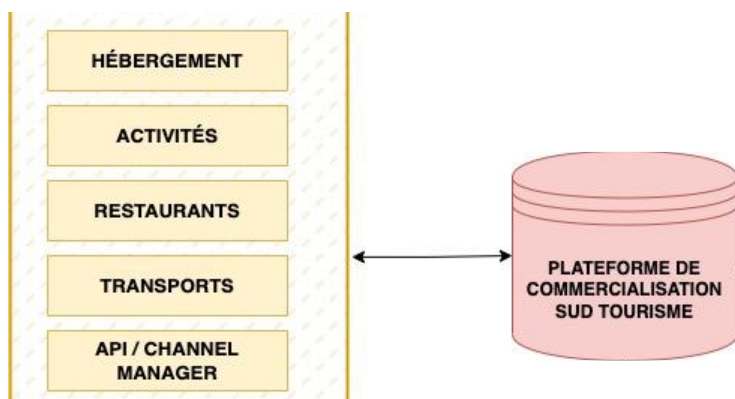 HÉBERGEMENT
ACTIVITÉS
RESTAURANTS
TRANSPORTS
API / CHANNEL
MANAGER
PLATEFORME DE
COMMERCIALISATION
SUD TOURISME